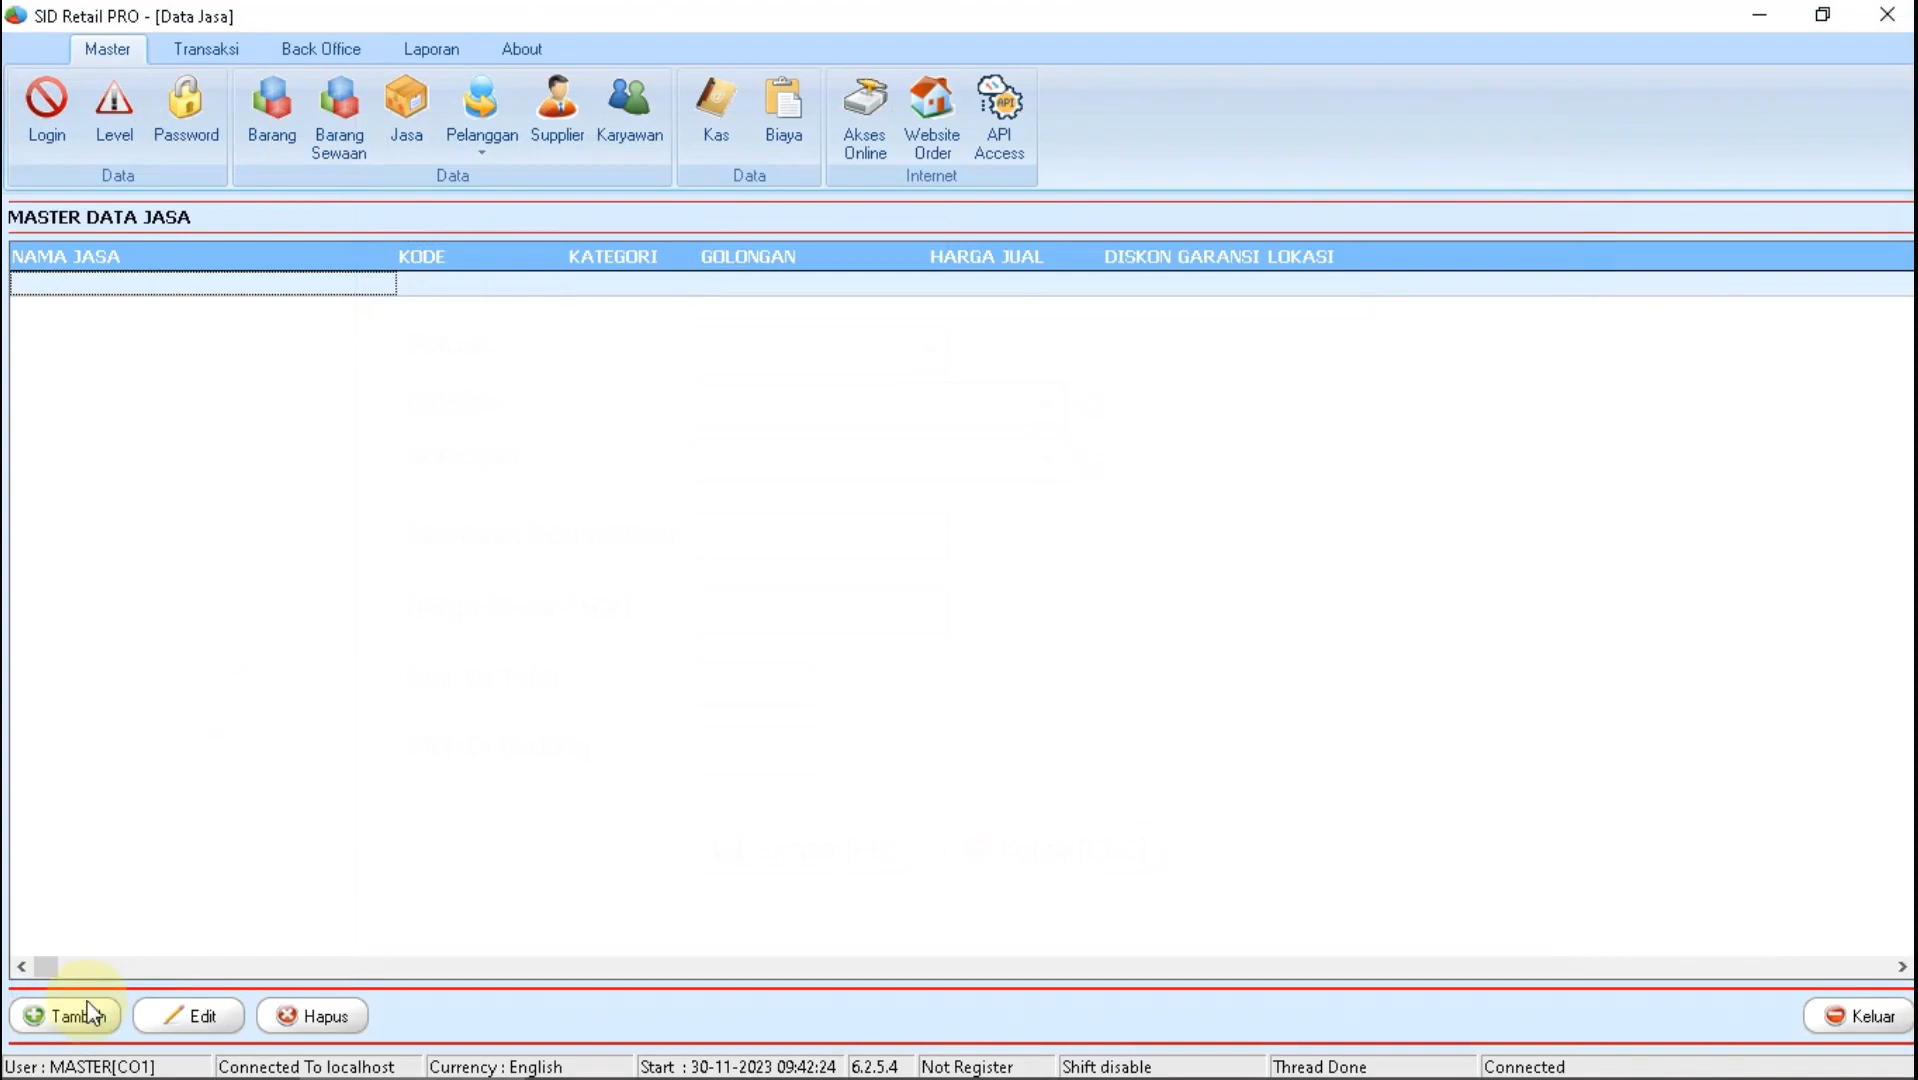 SID Retail PRO - [Data Jasa]
Master Transaksi Back Office Laporan About
Login Level Password Barang Barang Sewaan Jasa Pelanggan Supplier Karyawan Kas Biaya Akses Online Website Order API Access
Data Data Data Internet
MASTER DATA JASA
NAMA JASA KODE KATEGORI GOLONGAN HARGA JUAL DISKON GARANSI LOKASI
Edit Hapus Keluar
User : MASTER[CO1] Connected To localhost Currency : English Start : 30-11-2023 09:42:24 6.2.5.4 Not Register Shift disable Thread Done Connected